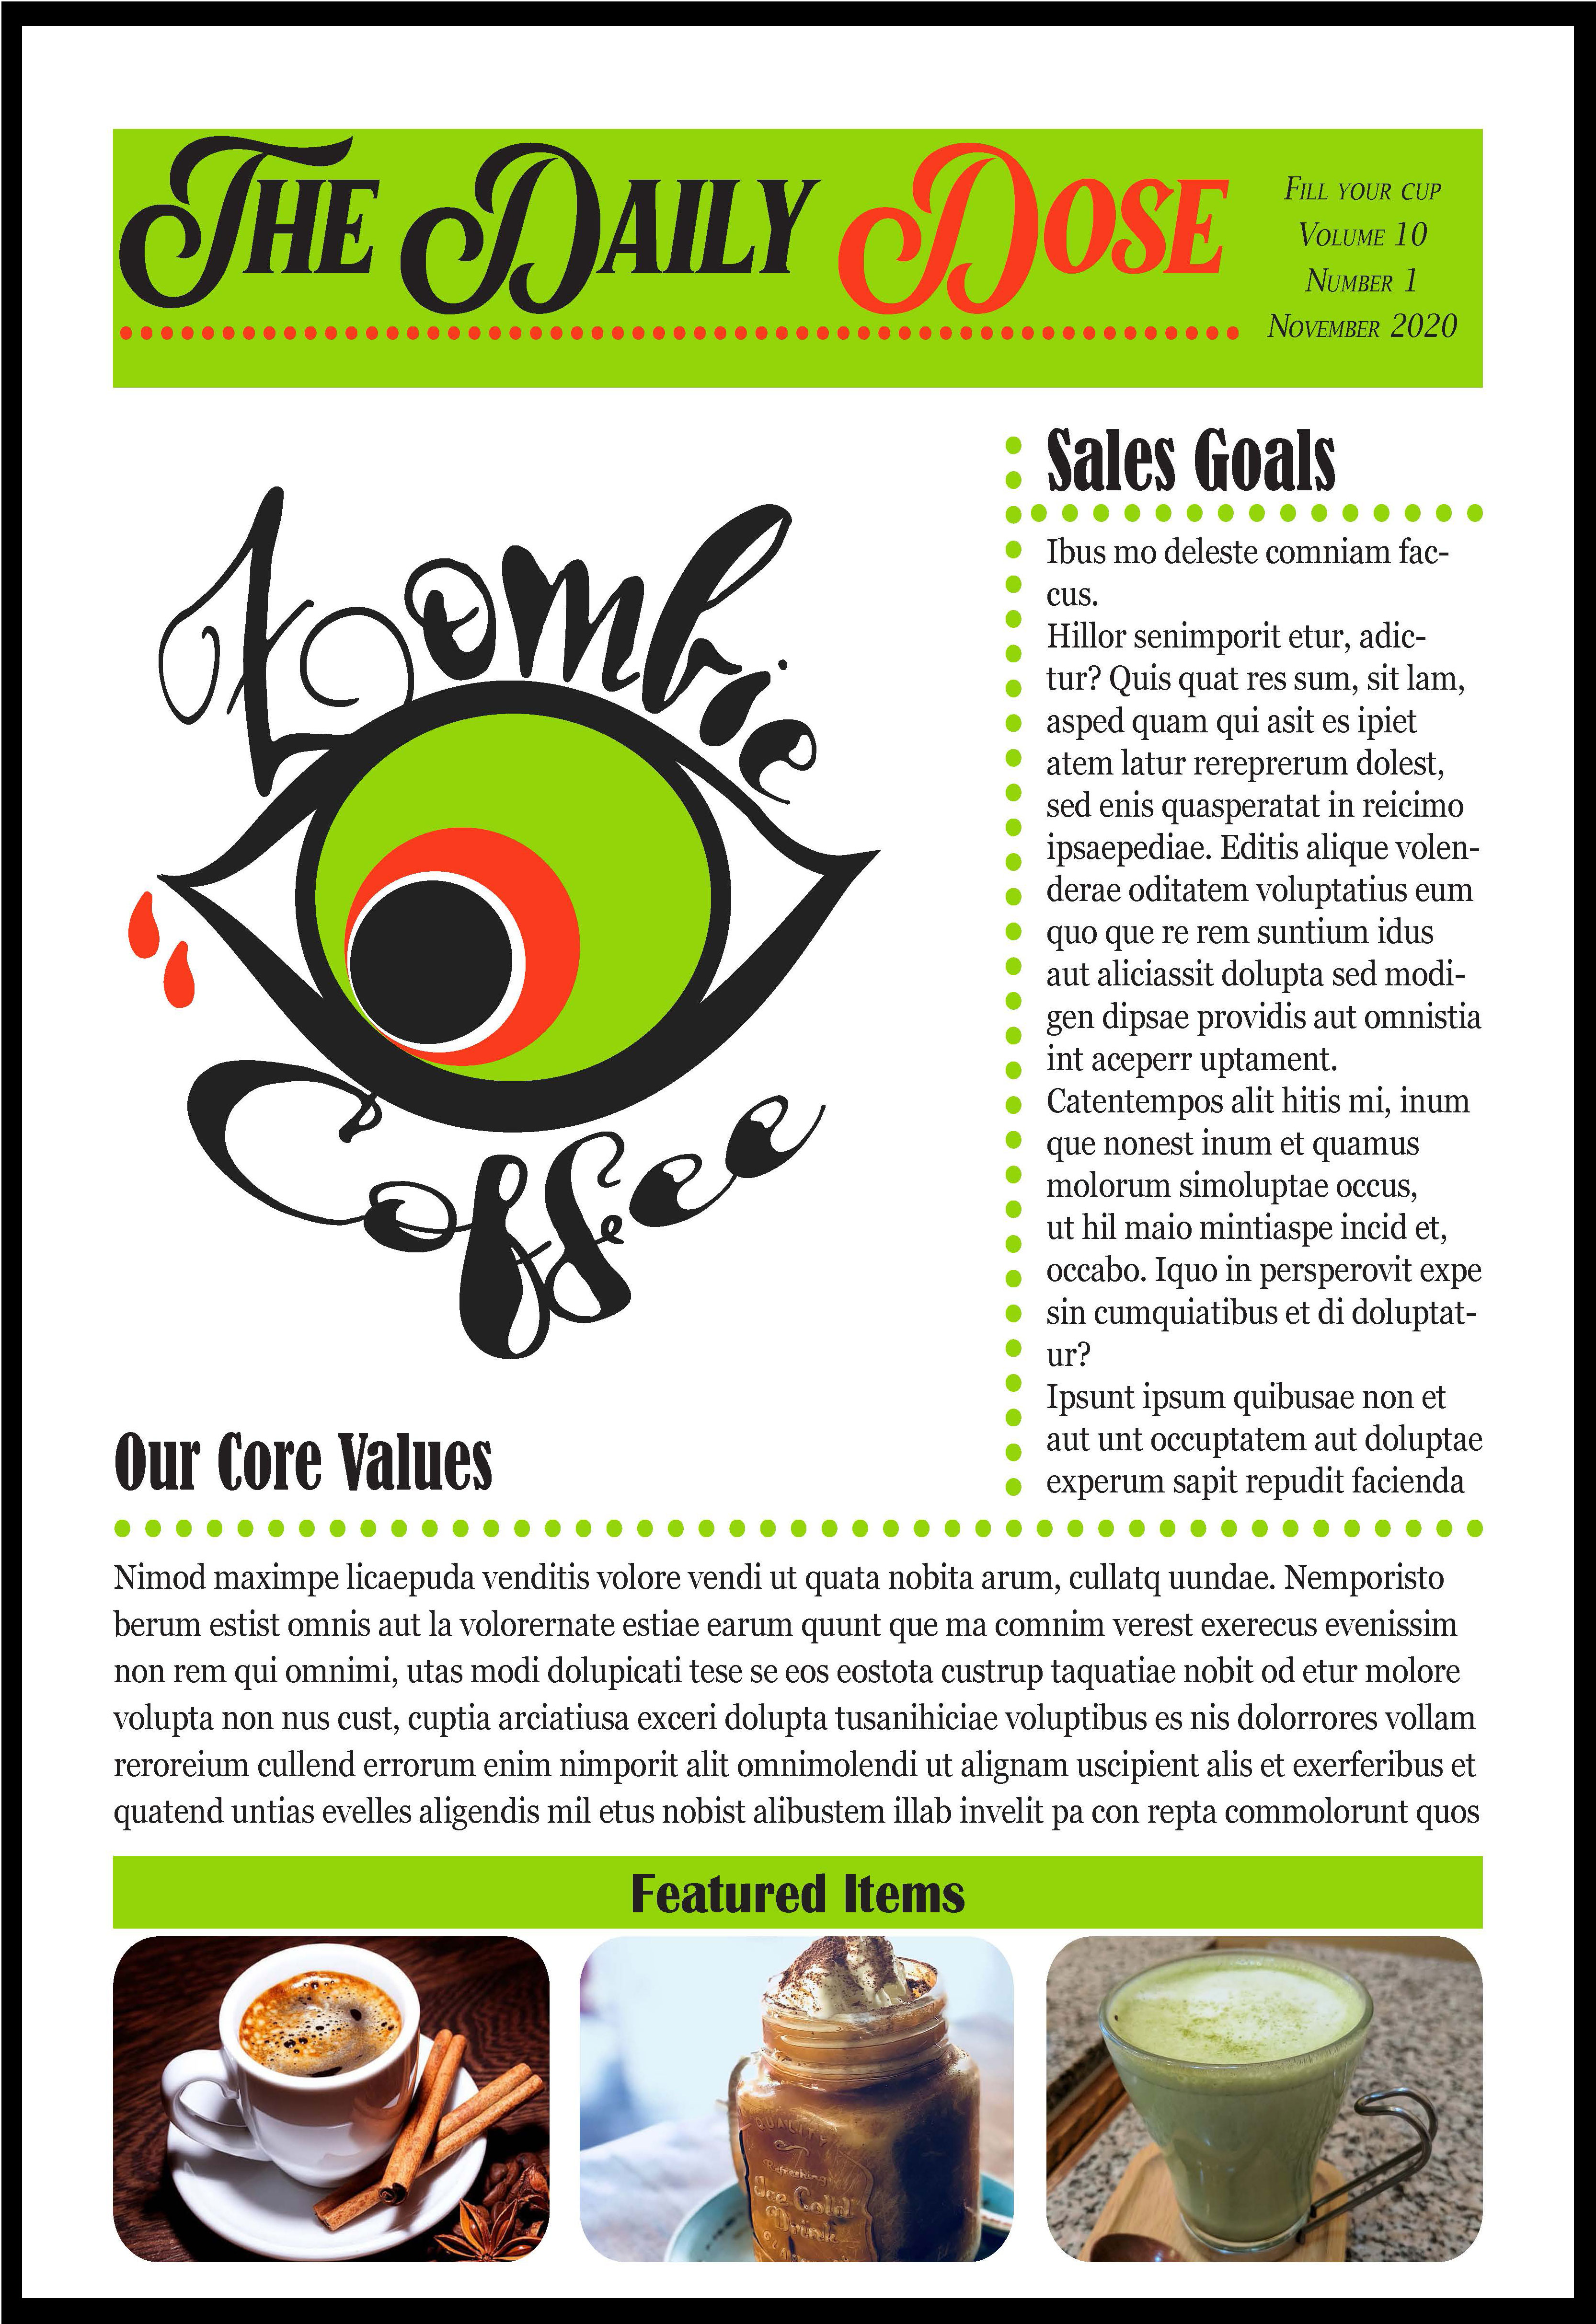 The Daily Dose
Fill your cup
Volume 10
Number 1
November 2020
Zombie
Coffee
Sales Goals
Ibus mo deleste comniam fac-
cus.
Hillor senimporit etur, adic-
tur? Quis quat res sum, sit lam,
asped quam qui asit es ipiet
atem latur rereprerum dolest,
sed enis quasperatat in reicimo
ipsaepediae. Editis alique volen-
derae oditatem voluptatius eum
quo que re rem suntium idus
aut aliciassit dolupta sed modi-
gen dipsae providis aut omnistia
int aceperr uptament.
Catentempos alit hitis mi, inum
que nonest inum et quamus
molorum simoluptae occus,
ut hil maio mintiaspe incid et,
occabo. Iquo in persperovit expe
sin cumquiatibus et di doluptat-
ur?
Ipsunt ipsum quibusae non et
aut unt occuptatem aut doluptae
experum sapit repudit facienda
Our Core Values
Nimod maximpe licaepuda venditis volore vendi ut quata nobita arum, cullatq uundae. Nemporisto
berum estist omnis aut la volorernate estiae earum quunt que ma comnim verest exerecus evenissim
non rem qui omnimi, utas modi dolupicati tese se eos eostota custrup taquatiae nobit od etur molore
volupta non nus cust, cuptia arciatiusa exceri dolupta tusanihiciae voluptibus es nis dolorrores vollam
reroreium cullend errorum enim nimporit alit omnimolendi ut alignam uscipient alis et exerferibus et
quatend untias evelles aligendis mil etus nobist alibustem illab invelit pa con repta commolorunt quos
Featured Items
QUALITY
Refreshing
Ice Cold
Drink